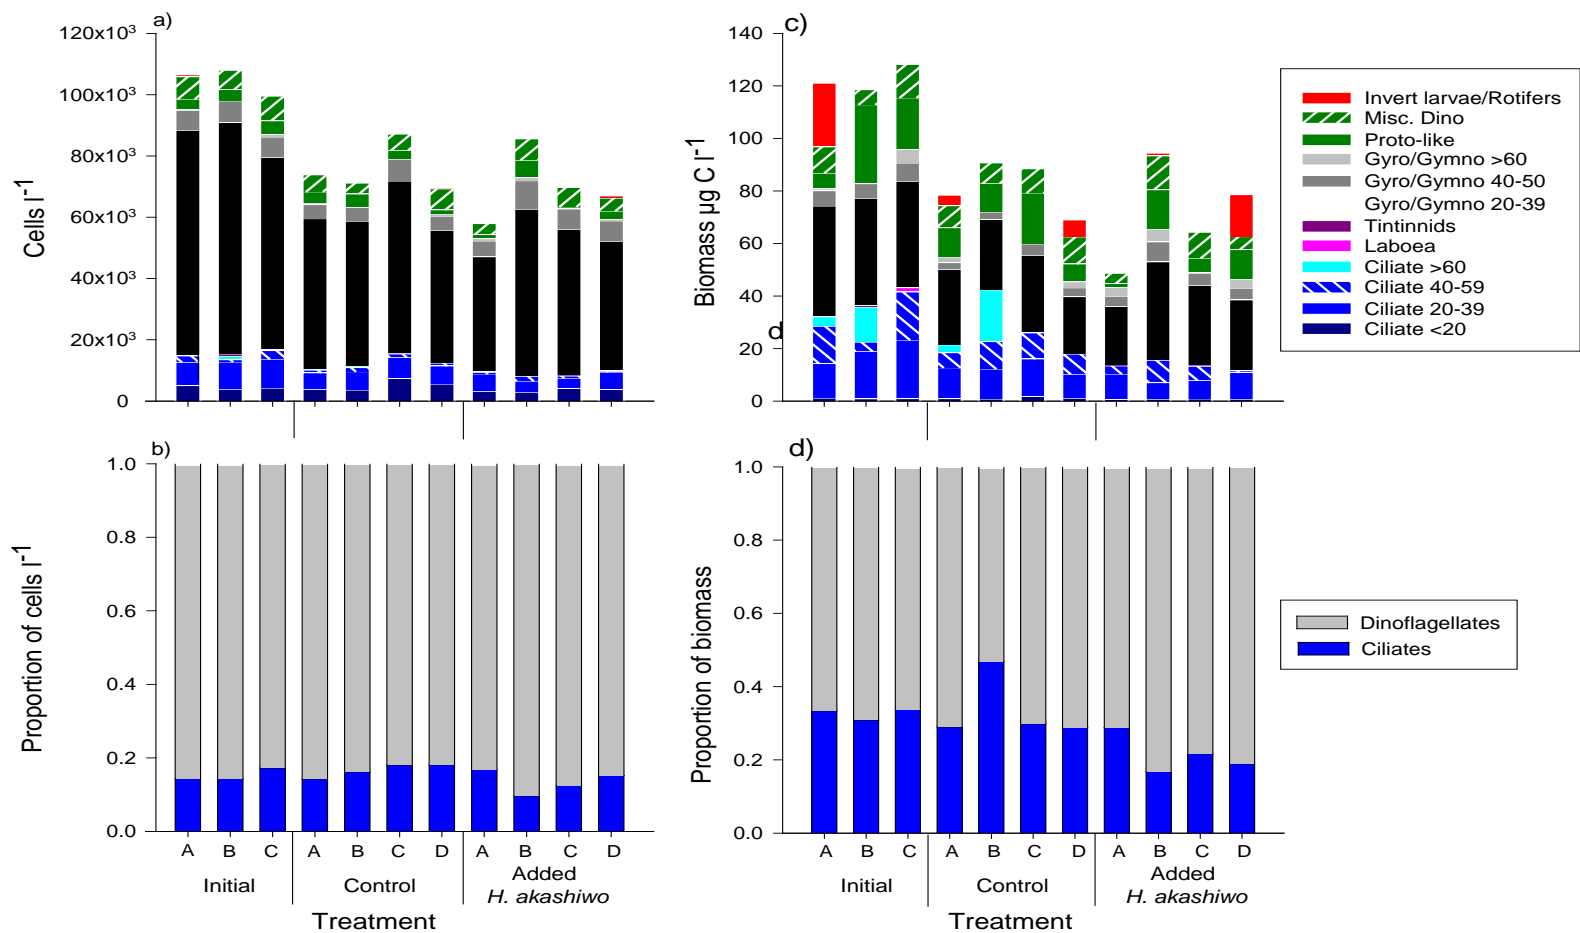 a)
120x10³
100x10³
80x10³
60x10³
40x10³
20x10³
0
Cells l⁻¹
c)
140
120
100
80
60
40
20
0
Biomass µg C l⁻¹
d
Invert larvae/Rotifers
Misc. Dino
Proto-like
Gyro/Gymno >60
Gyro/Gymno 40-50
Gyro/Gymno 20-39
Tintinnids
Laboea
Ciliate >60
Ciliate 40-59
Ciliate 20-39
Ciliate <20
b)
1.0
0.8
0.6
0.4
0.2
0.0
Proportion of cells l⁻¹
A B C A B C D A B C D
Initial Control Added
H. akashiwo
Treatment
d)
1.0
0.8
0.6
0.4
0.2
0.0
Proportion of biomass
A B C A B C D A B C D
Initial Control Added
H. akashiwo
Treatment
Dinoflagellates
Ciliates